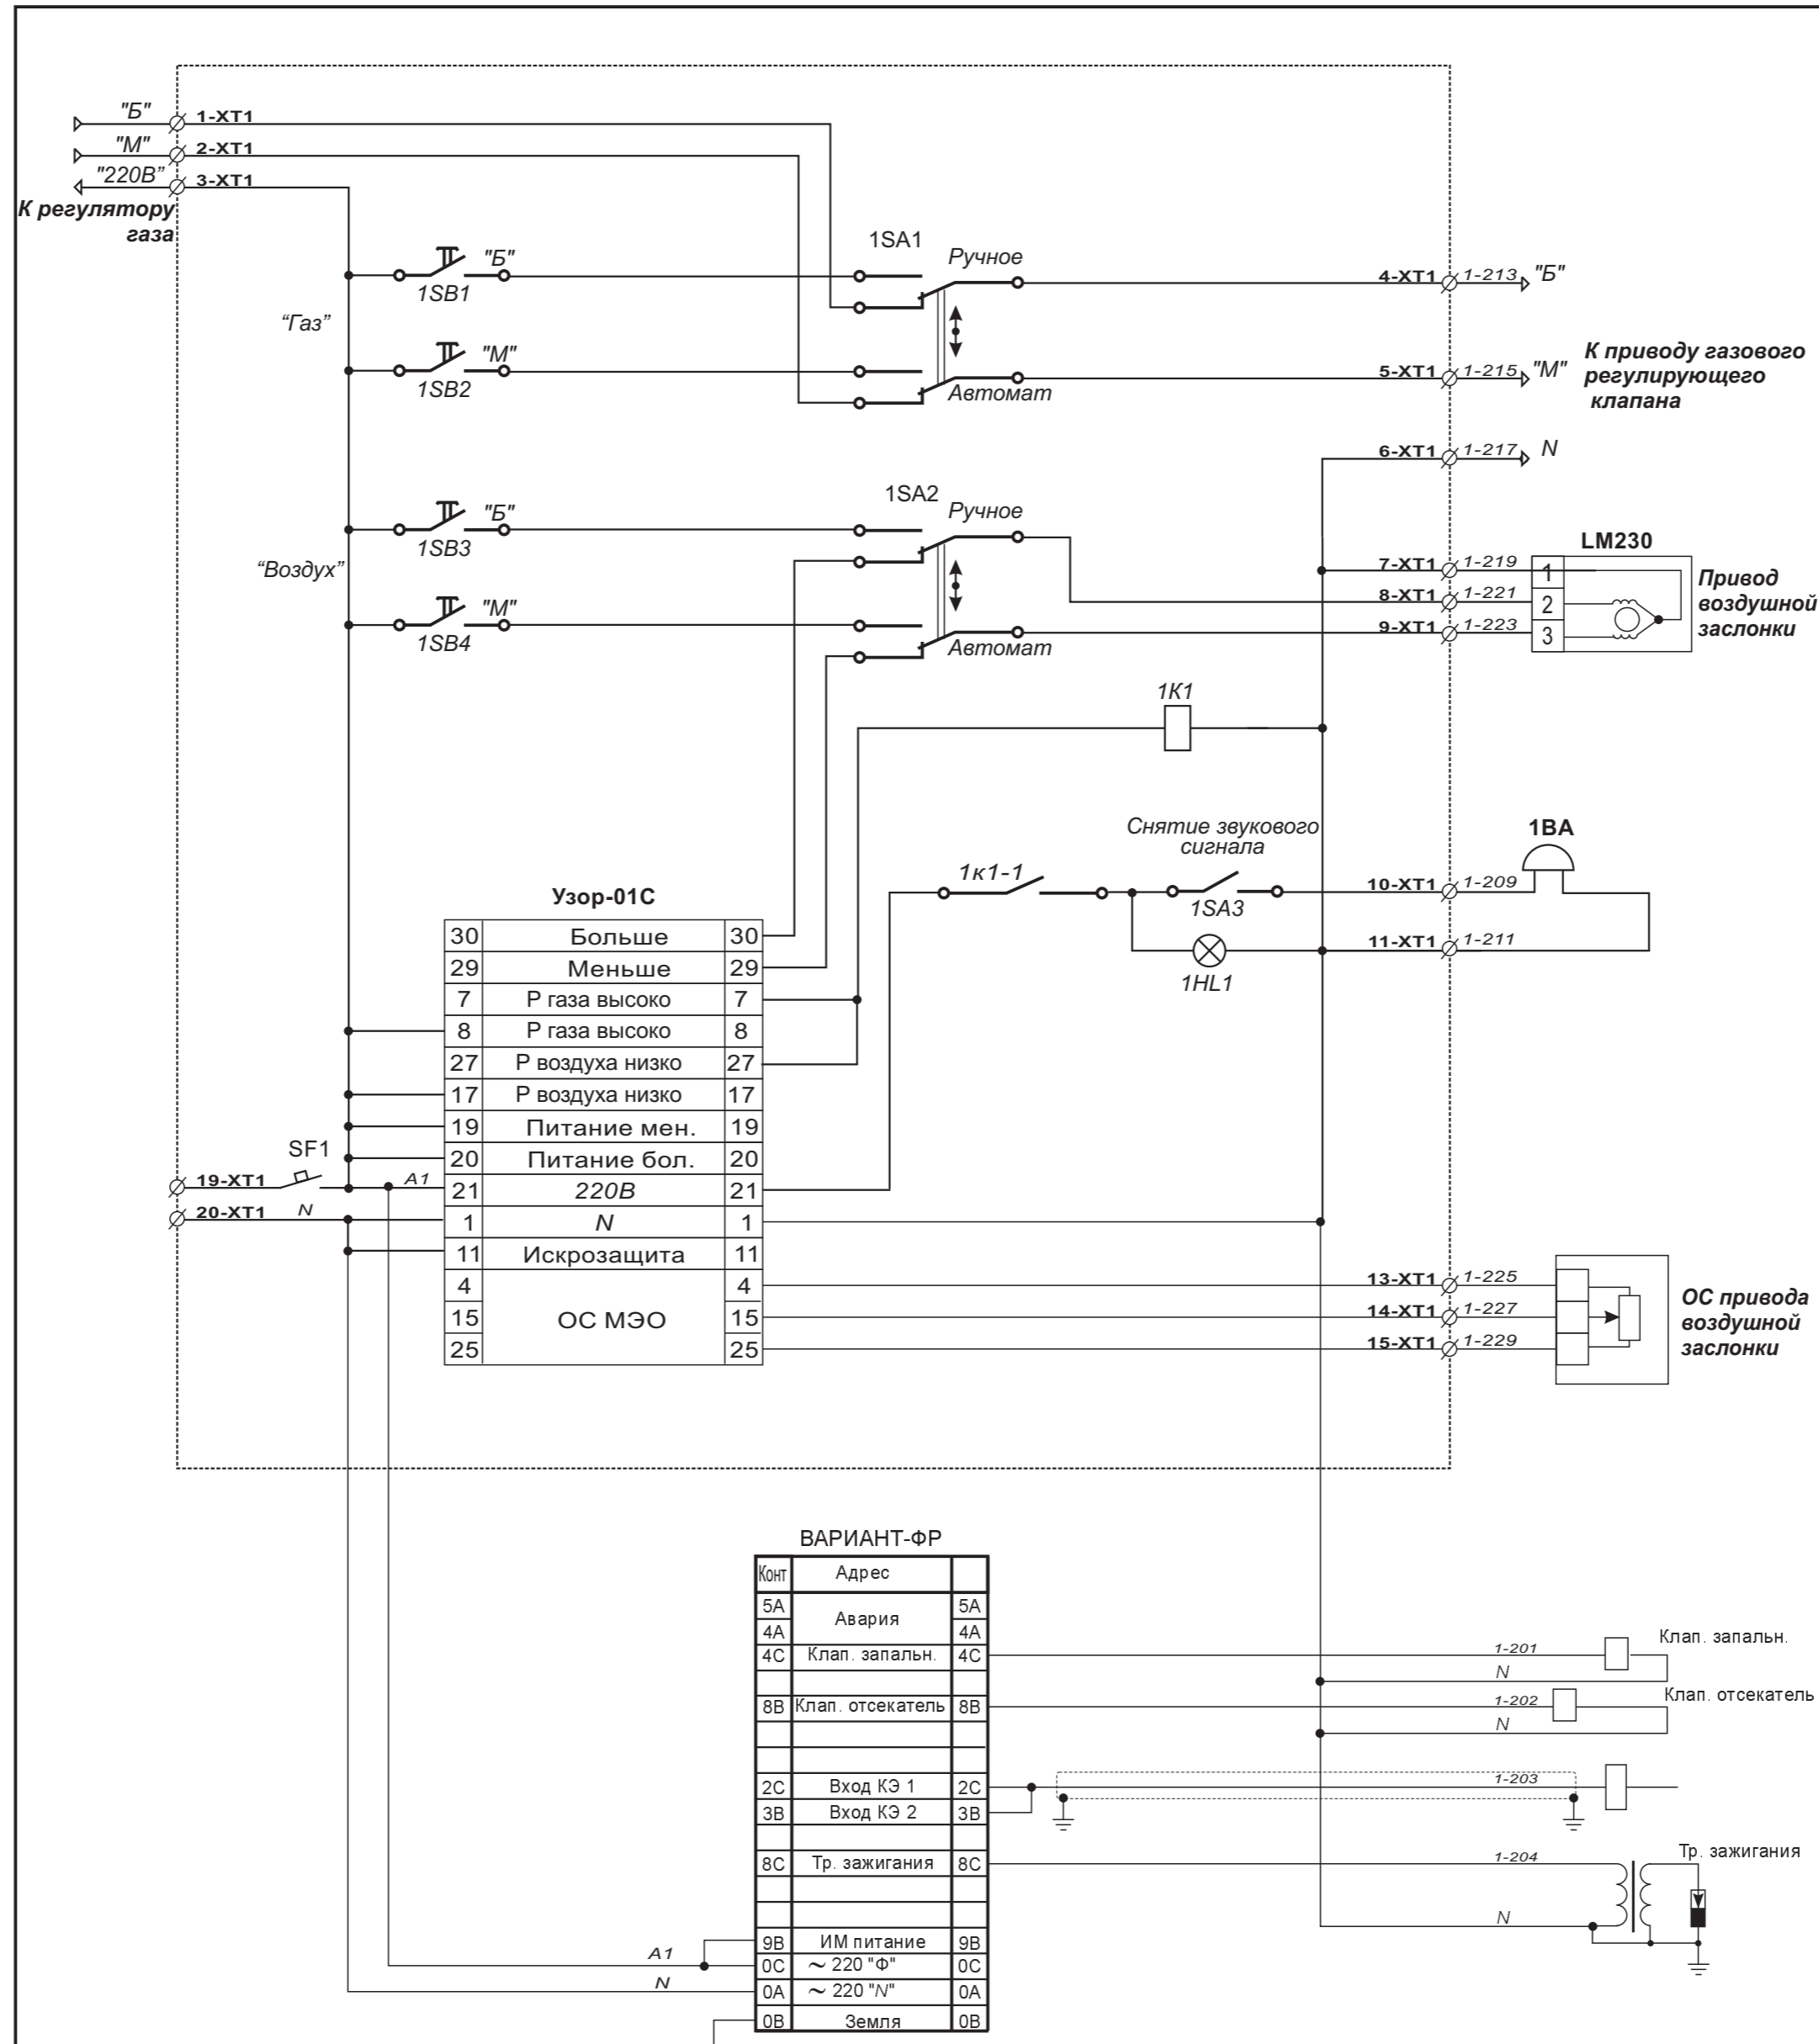 "Б"
1-XT1
"М"
2-XT1
"220В"
3-XT1
К регулятору
газа
1SA1
"Б"
Ручное
1SB1
4-XT1 1-213 "Б"
“Газ”
"М"
1SB2
Автомат
5-XT1 1-215 "М"
К приводу газового
регулирующего
клапана
6-XT1 1-217 N
1SA2
"Б"
Ручное
1SB3
“Воздух”
"М"
1SB4
Автомат
LM230
7-XT1 1-219 1
8-XT1 1-221 2
9-XT1 1-223 3
Привод
воздушной
заслонки
1К1
Снятие звукового
сигнала
1BA
1к1-1
1SA3
10-XT1 1-209
11-XT1 1-211
1HL1
Узор-01С
30 Больше 30
29 Меньше 29
7 Р газа высоко 7
8 Р газа высоко 8
27 Р воздуха низко 27
17 Р воздуха низко 17
19 Питание мен. 19
20 Питание бол. 20
SF1
19-XT1 A1 21 220В 21
20-XT1 N 1 N 1
11 Искрозащита 11
4 4
15 ОС МЭО 15
25 25
13-XT1 1-225
14-XT1 1-227
15-XT1 1-229
ОС привода
воздушной
заслонки
ВАРИАНТ-ФР
Конт Адрес
5А 5А
Авария
4А 4А
4С Клап. запальн. 4С 1-201 Клап. запальн.
N
8В Клап. отсекатель 8В 1-202 Клап. отсекатель
N
2С Вход КЭ 1 2С 1-203
3В Вход КЭ 2 3В
8С Тр. зажигания 8С 1-204 Тр. зажигания
N
9В ИМ питание 9В
A1 0С ~ 220 "Ф" 0С
N 0А ~ 220 "N" 0А
0В Земля 0В